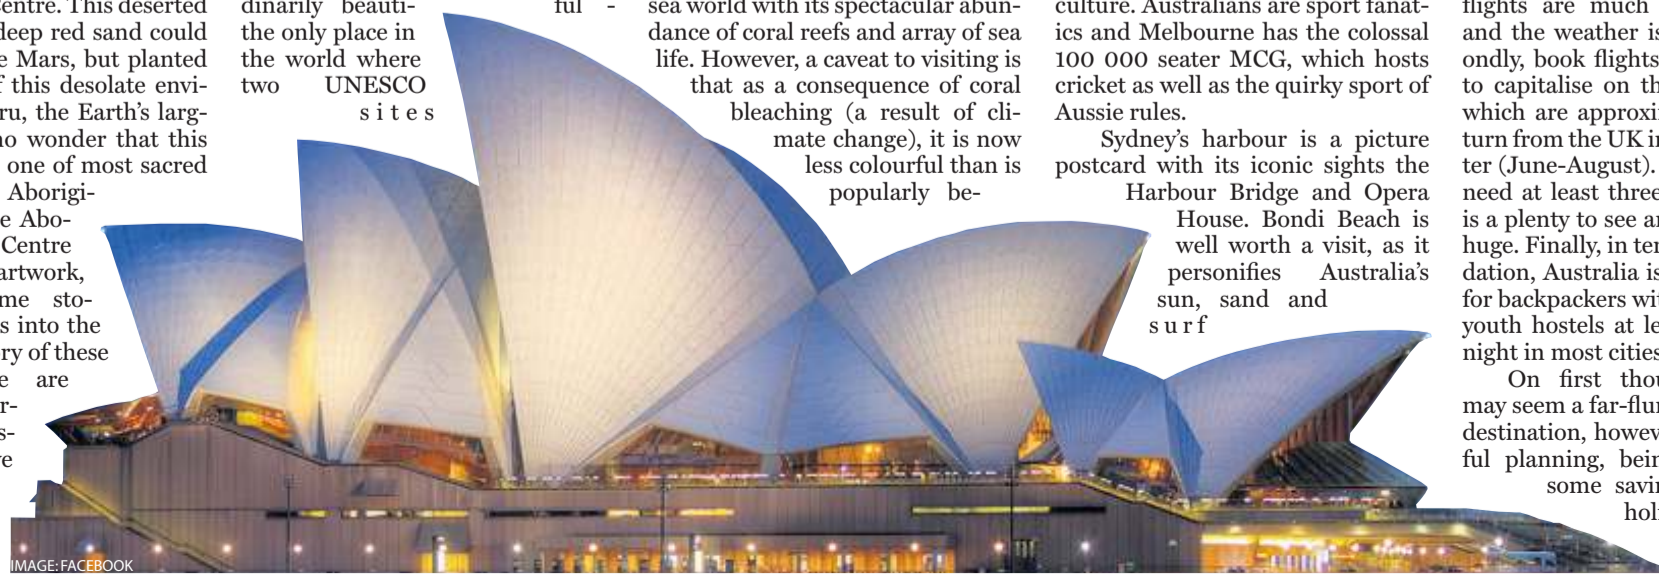 Centre. This deserted
deep red sand could
Mars, but planted
this desolate envi-
ru, the Earth's larg-
no wonder that this
one of most sacred
Aborigi-
Abo-
Centre
artwork,
me sto-
s into the
ry of these
are
r-
s-
dinarily beauti-
the only place in
the world where
two UNESCO
sites
ful -
sea world with its spectacular abun-
dance of coral reefs and array of sea
life. However, a caveat to visiting is
that as a consequence of coral
bleaching (a result of cli-
mate change), it is now
less colourful than is
popularly be-
culture. Australians are sport fanat-
ics and Melbourne has the colossal
100 000 seater MCG, which hosts
cricket as well as the quirky sport of
Aussie rules.
Sydney's harbour is a picture
postcard with its iconic sights the
Harbour Bridge and Opera
House. Bondi Beach is
well worth a visit, as it
personifies Australia's
sun, sand and
surf
flights are much
and the weather is
ondly, book flights
to capitalise on th
which are approxi
turn from the UK in
ter (June-August).
need at least three
is a plenty to see an
huge. Finally, in ter
dation, Australia is
for backpackers wit
youth hostels at le
night in most cities
On first thou
may seem a far-flun
destination, howev
ful planning, bein
some savin
hol
IMAGE: FACEBOOK